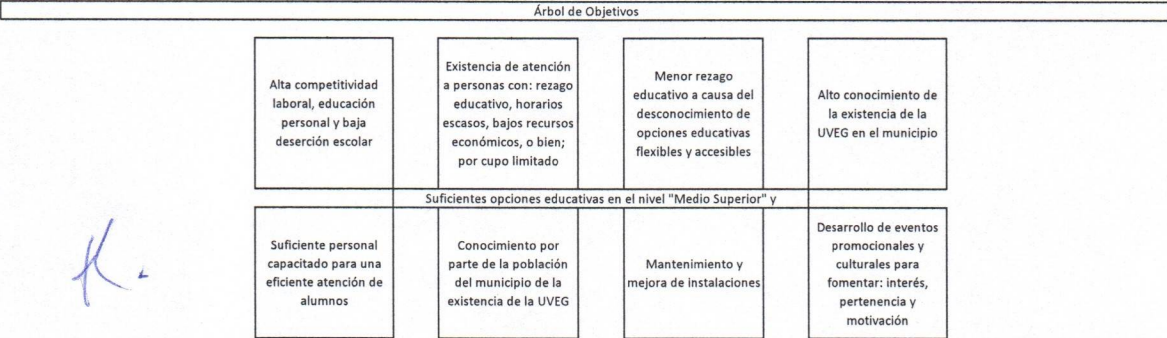 Árbol de Objetivos
Alta competitividad
laboral, educación
personal y baja
deserción escolar
Existencia de atención
a personas con: rezago
educativo, horarios
escasos, bajos recursos
económicos, o bien;
por cupo limitado
Menor rezago
educativo a causa del
desconocimiento de
opciones educativas
flexibles y accesibles
Alto conocimiento de
la existencia de la
UVEG en el municipio
Suficientes opciones educativas en el nivel "Medio Superior" y
Suficiente personal
capacitado para una
eficiente atención de
alumnos
Conocimiento por
parte de la población
del municipio de la
existencia de la UVEG
Mantenimiento y
mejora de instalaciones
Desarrollo de eventos
promocionales y
culturales para
fomentar: interés,
pertenencia y
motivación